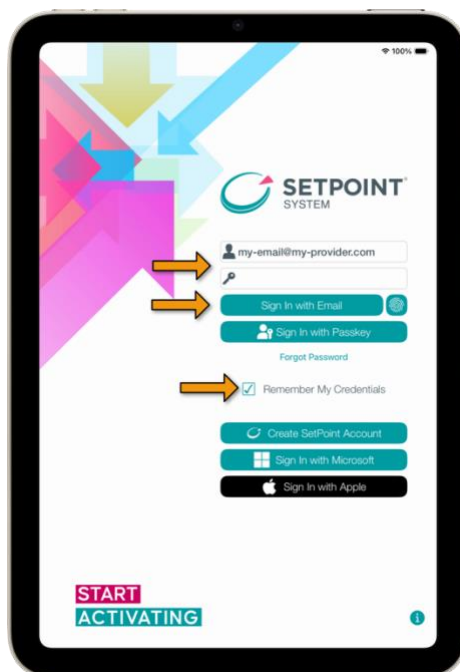 100%
SETPOINT®
SYSTEM
my-email@my-provider.com
Sign In with Email
Sign In with Passkey
Forgot Password
Remember My Credentials
Create SetPoint Account
Sign In with Microsoft
Sign In with Apple
START
ACTIVATING